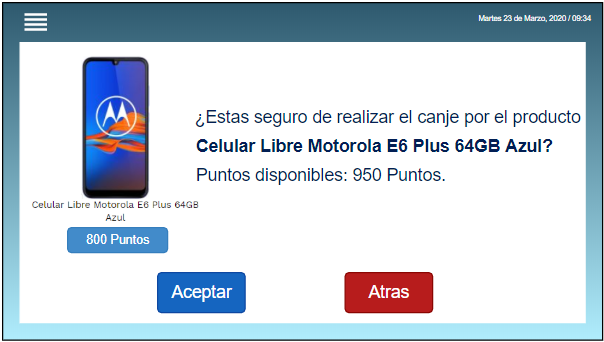 Martes 23 de Marzo, 2020 / 09:34
¿Estas seguro de realizar el canje por el producto
Celular Libre Motorola E6 Plus 64GB Azul?
Puntos disponibles: 950 Puntos.
Celular Libre Motorola E6 Plus 64GB
Azul
800 Puntos
Aceptar
Atras